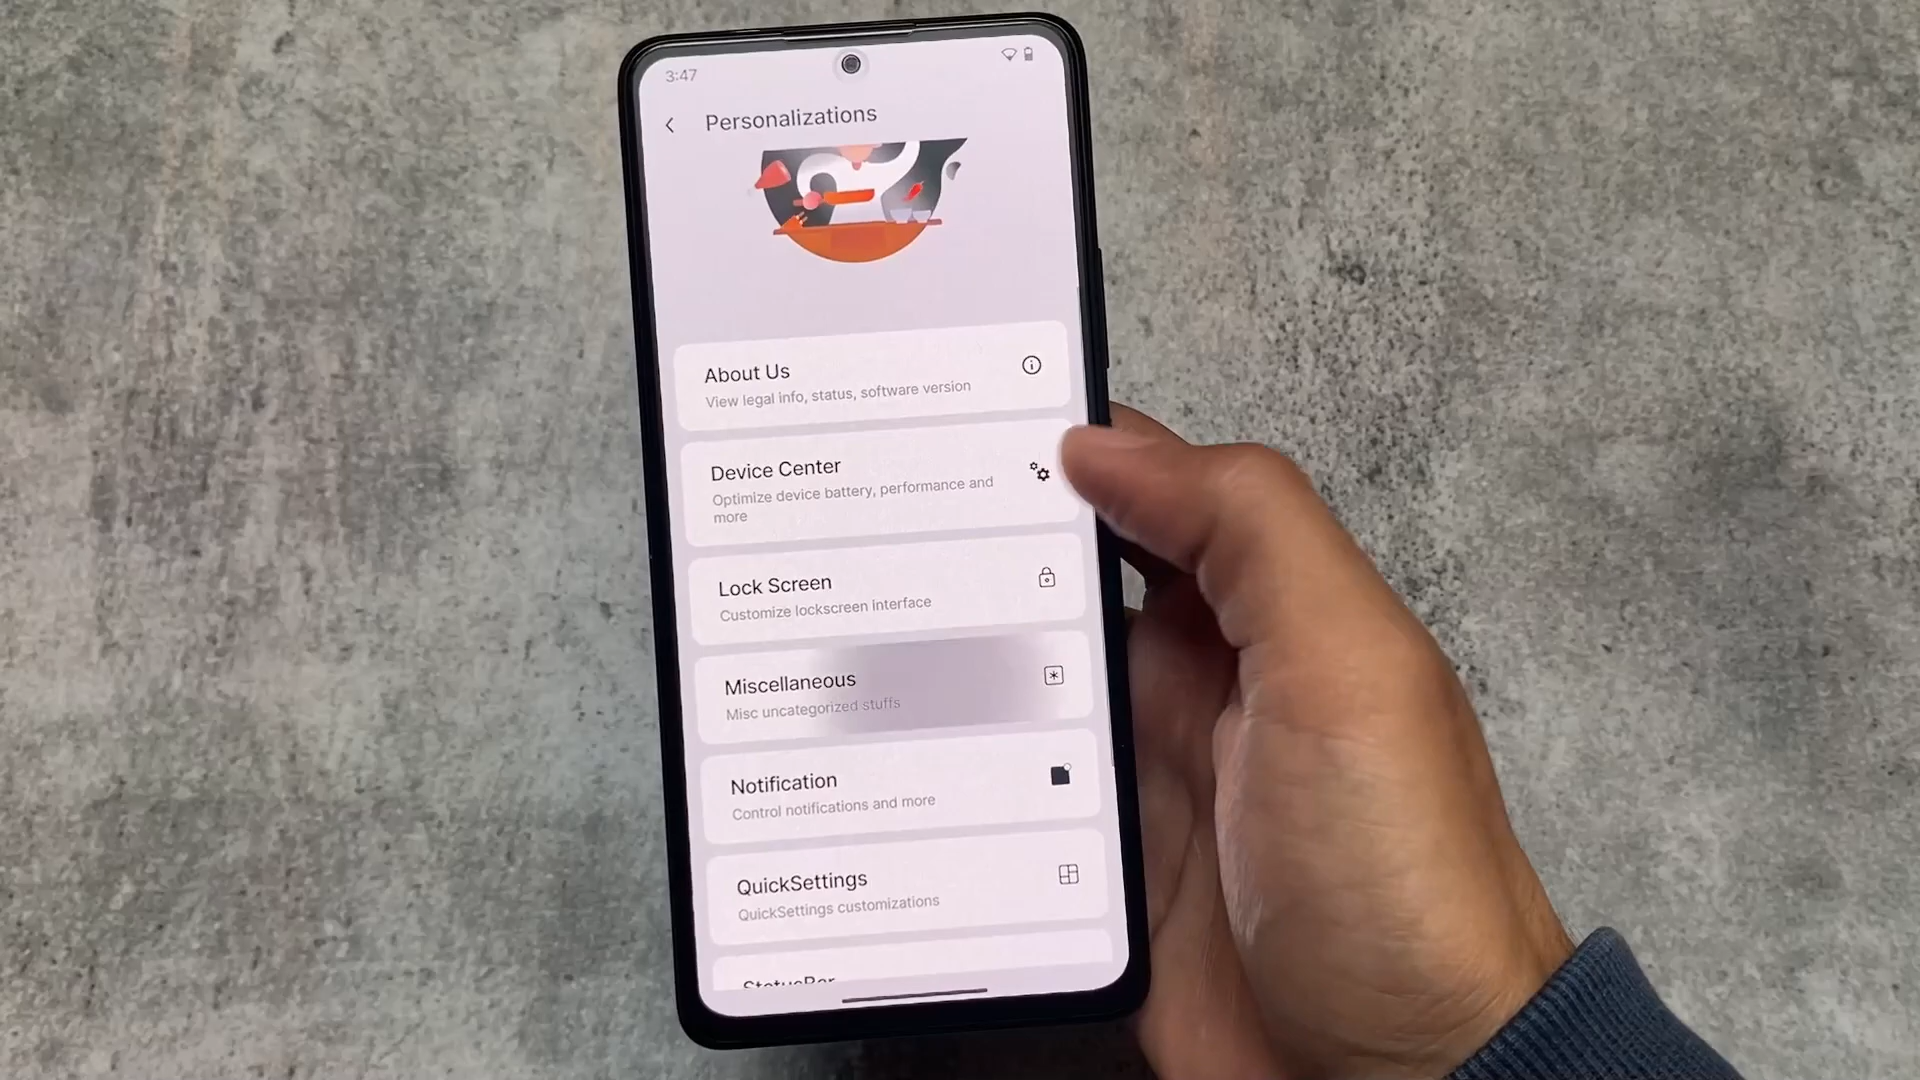 3:47
Personalizations
About Us
View legal info, status, software version
Device Center
Optimize device battery, performance and
more
Lock Screen
Customize lockscreen interface
Miscellaneous
Misc uncategorized stuffs
Notification
Control notifications and more
QuickSettings
QuickSettings customizations
StatusBar